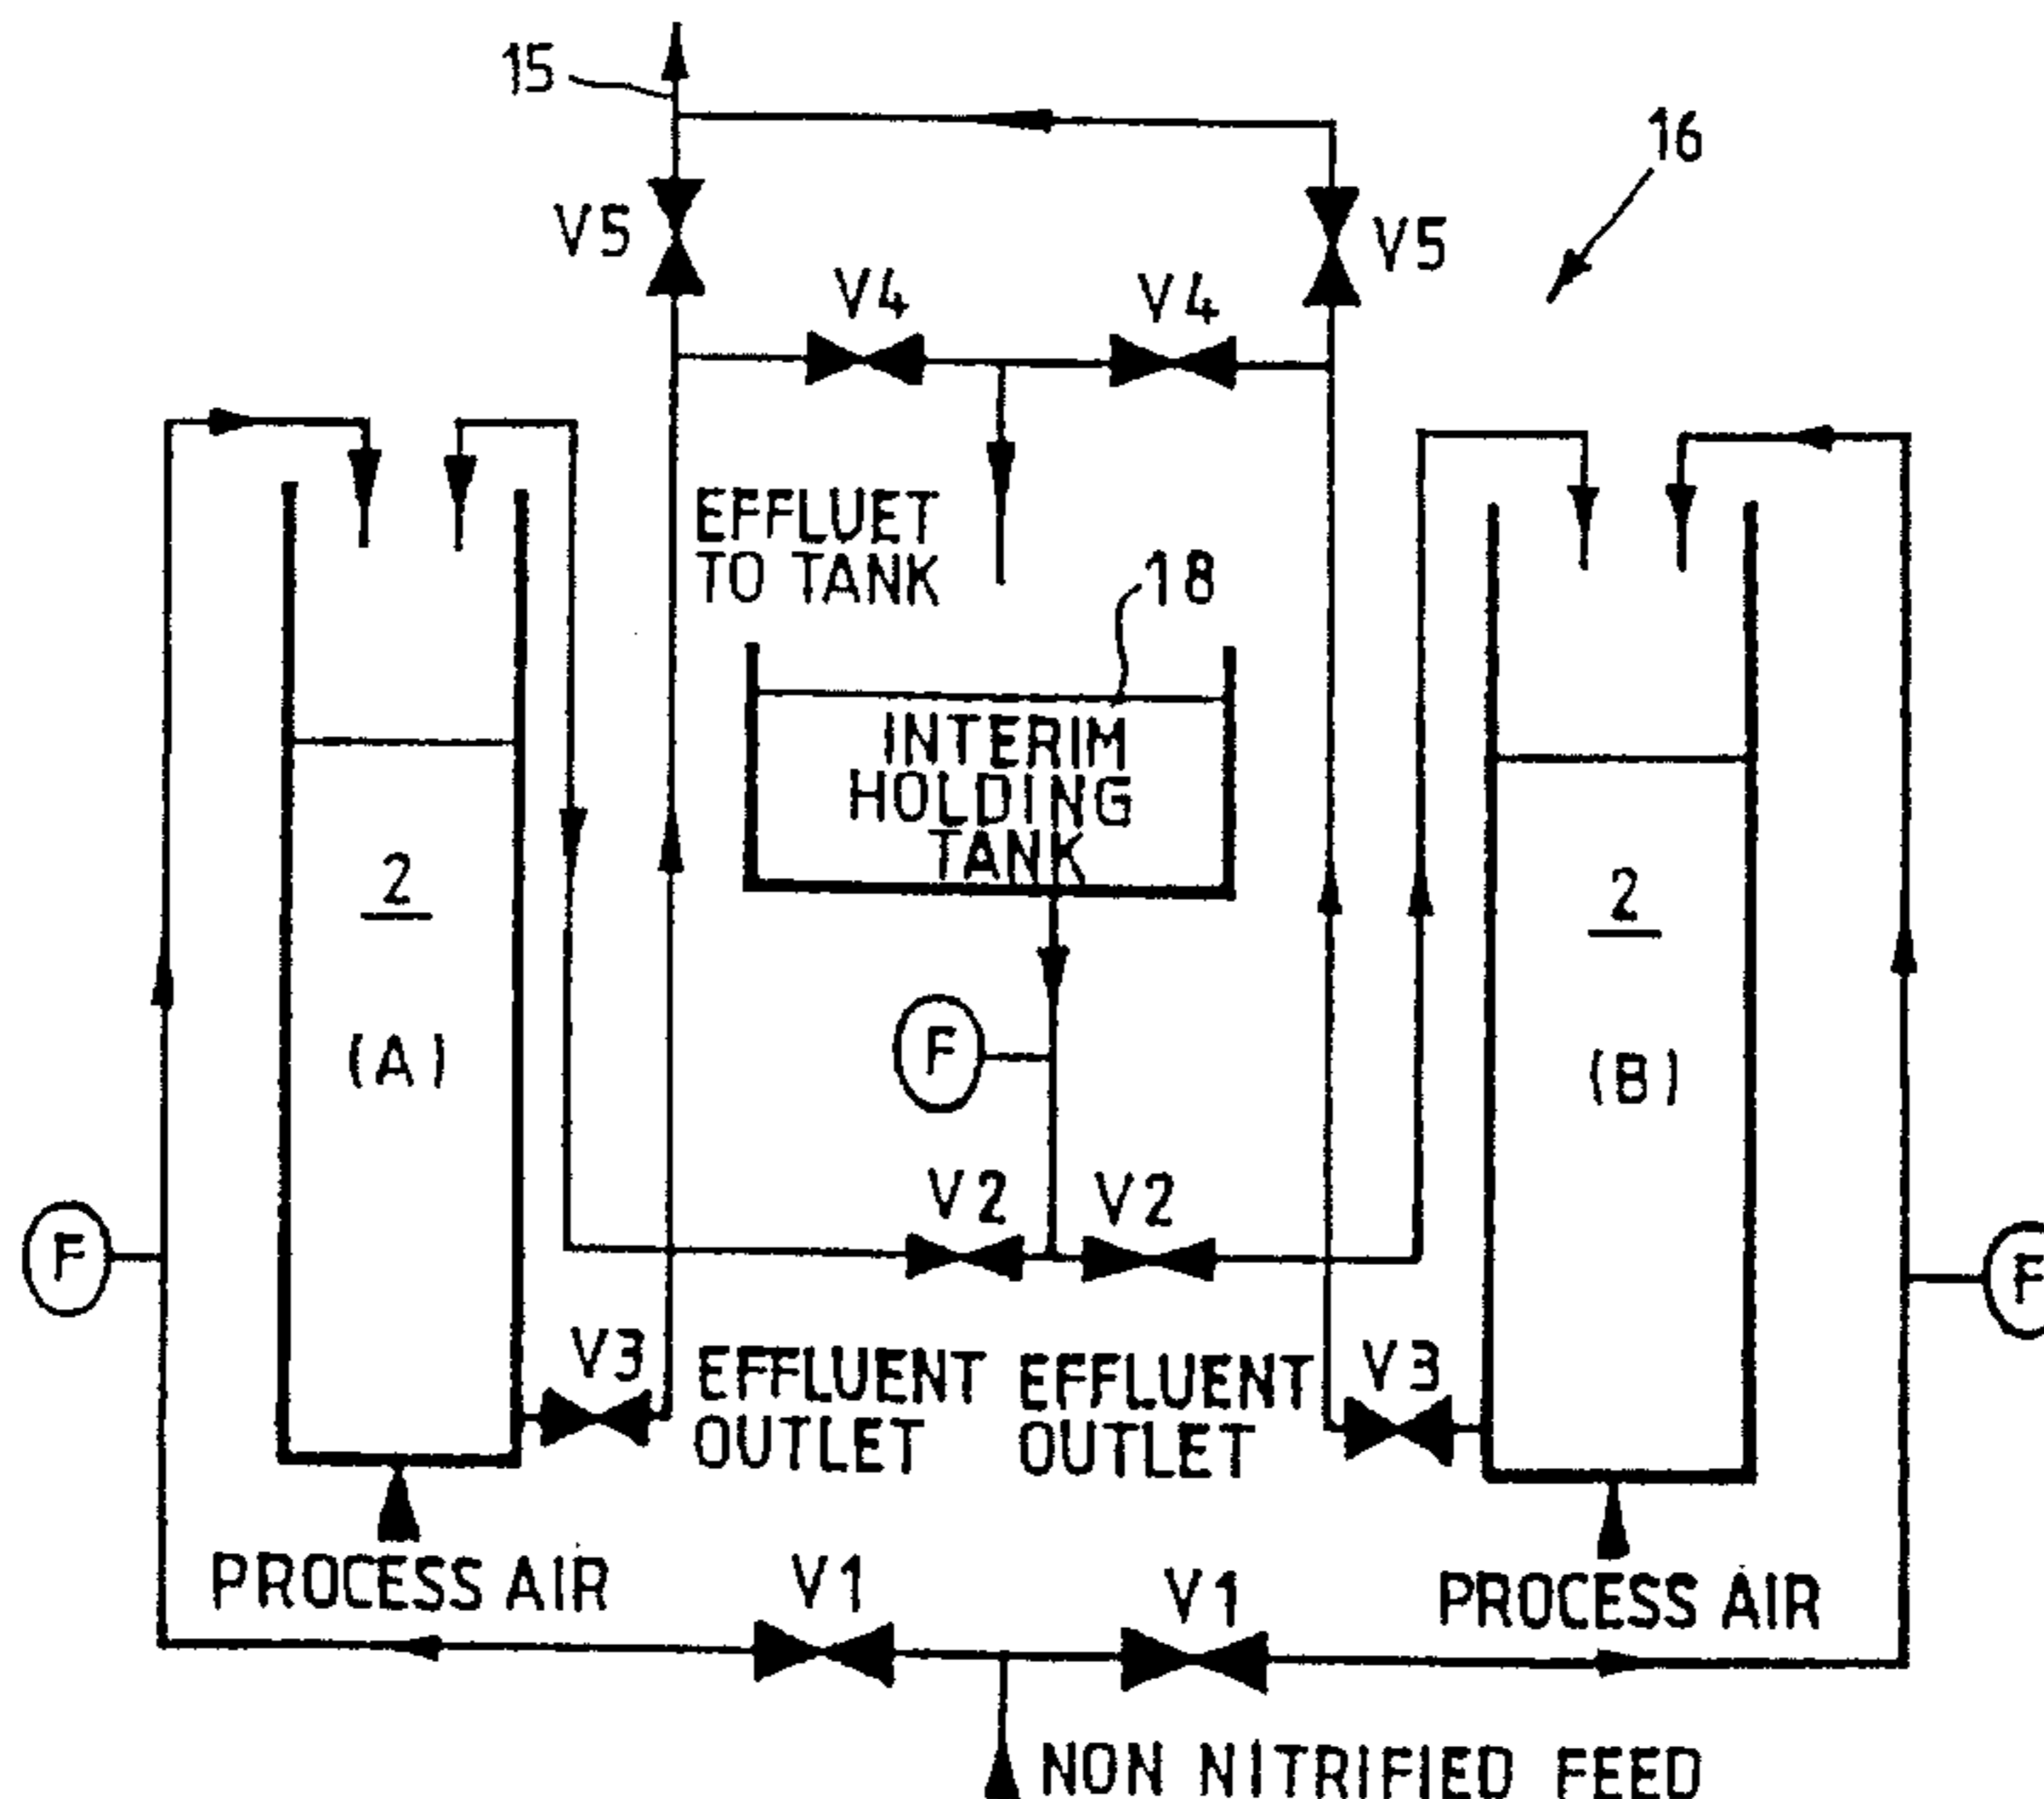 15
16
V5
V5
V4
V4
EFFLUET
TO TANK
18
INTERIM
HOLDING
TANK
2
2
(A)
(B)
F
F
F
V2
V2
V3
EFFLUENT
OUTLET
EFFLUENT
OUTLET
V3
PROCESS AIR
V1
V1
PROCESS AIR
NON NITRIFIED FEED